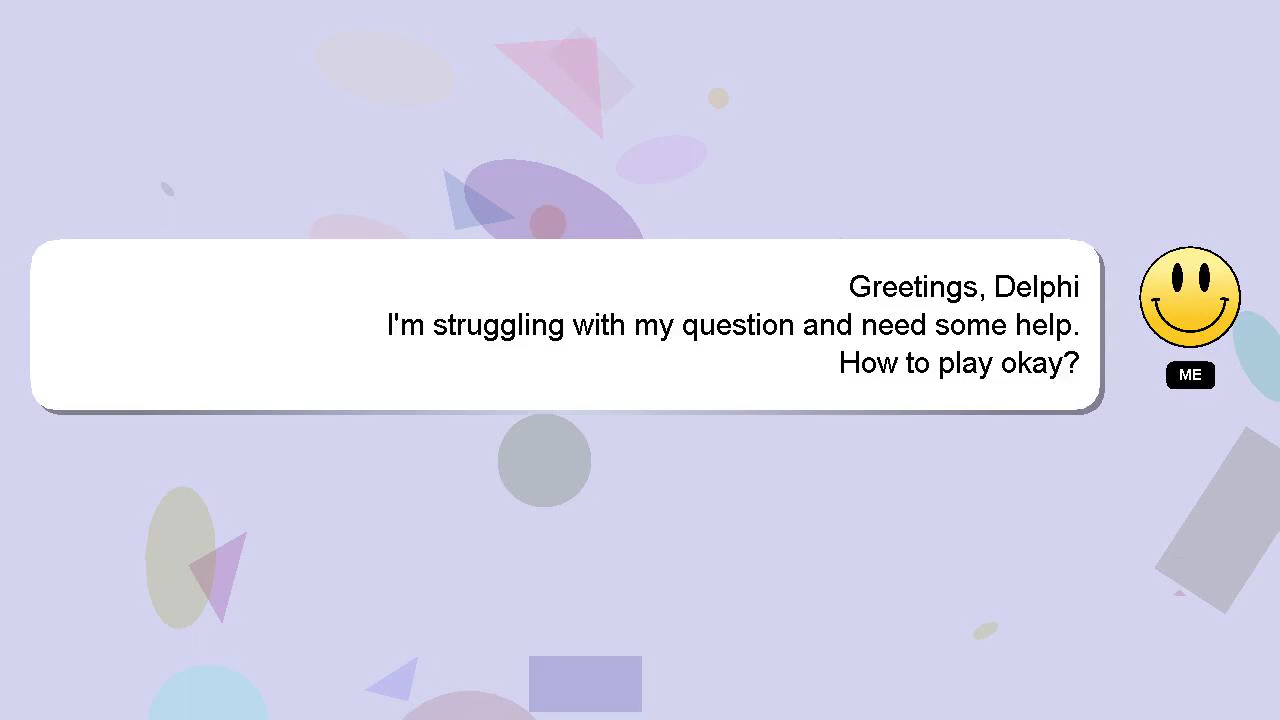 Greetings, Delphi
I'm struggling with my question and need some help.
How to play okay?
ME